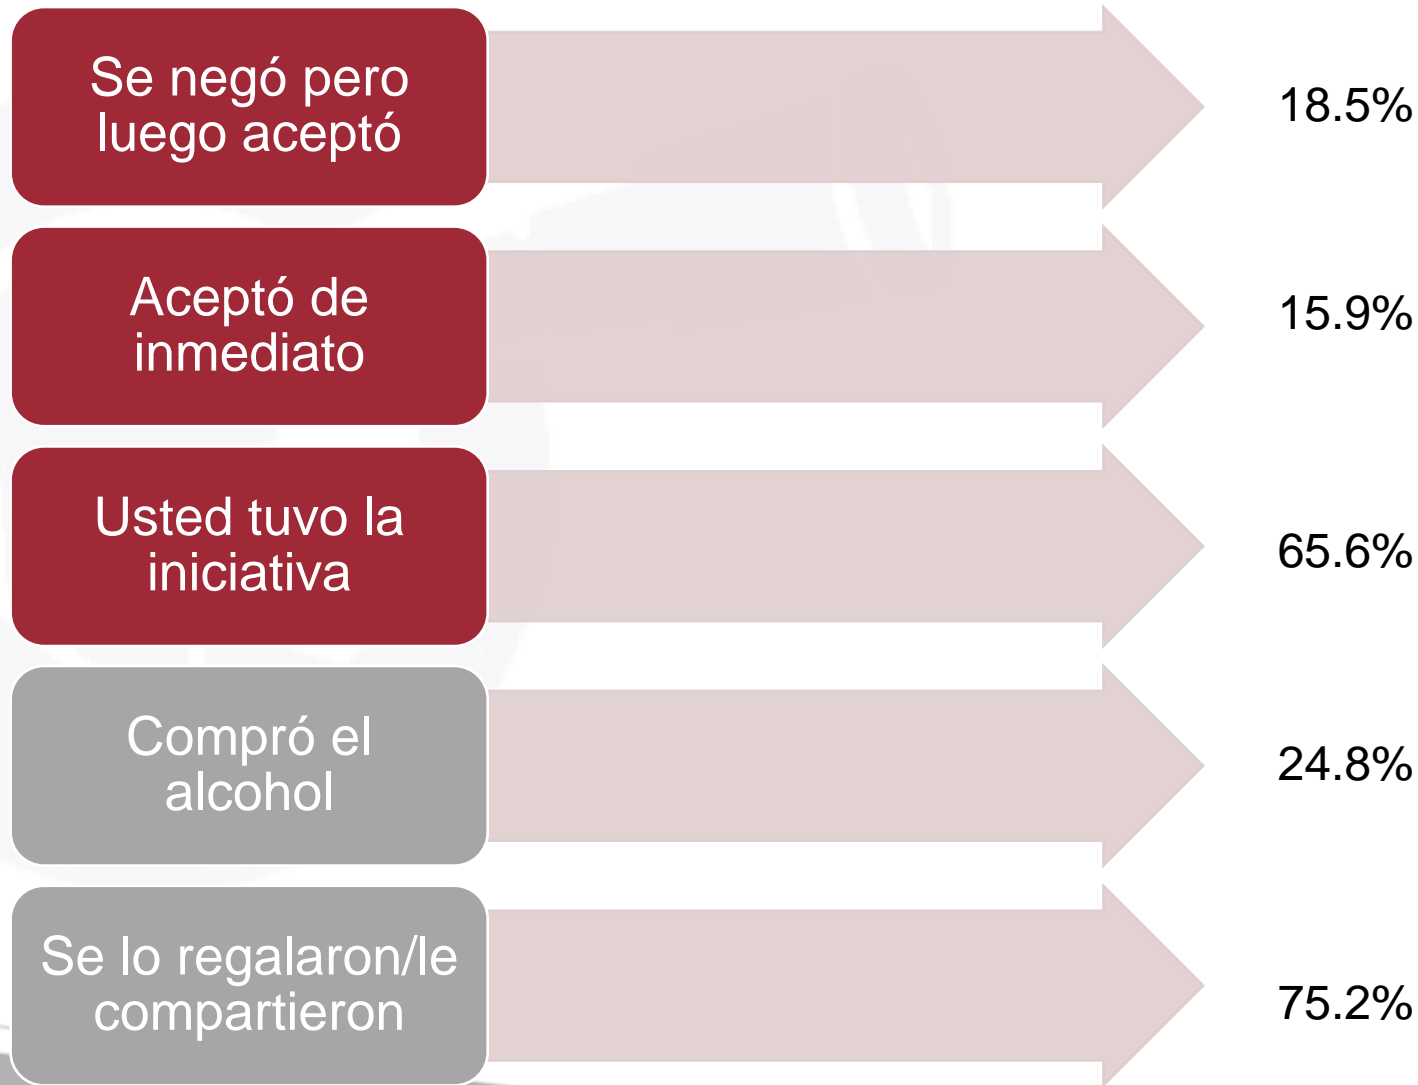 Se negó pero
luego aceptó
18.5%
Aceptó de
inmediato
15.9%
Usted tuvo la
iniciativa
65.6%
Compró el
alcohol
24.8%
Se lo regalaron/le
compartieron
75.2%